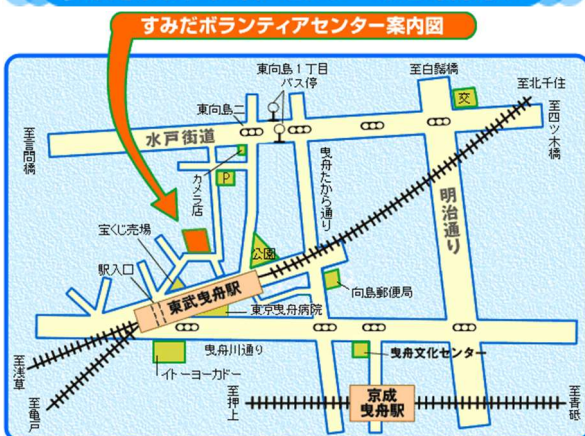 すみだボランティアセンター案内図
東向島1丁目
バス停
至白鬚橋
至北千住
東向島二
交
至四ツ木橋
至言問橋
水戸街道
カメラ店
P
曳舟たから通り
明治通り
宝くじ売場
公園
駅入口
東武曳舟駅
向島郵便局
東京曳舟病院
曳舟川通り
曳舟文化センター
至浅草
イトーヨーカドー
至亀戸
至押上
京成
曳舟駅
至青砥